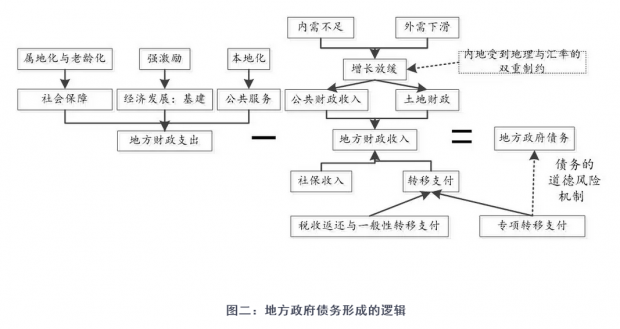 内需不足
外需下滑
属地化与老龄化
强激励
本地化
增长放缓
内地受到地理与汇率的
双重制约
社会保障
经济发展：基建
公共服务
公共财政收入
土地财政
地方财政支出
地方财政收入
地方政府债务
社保收入
转移支付
债务的
道德风险
机制
税收返还与一般性转移支付
专项转移支付
图二：地方政府债务形成的逻辑